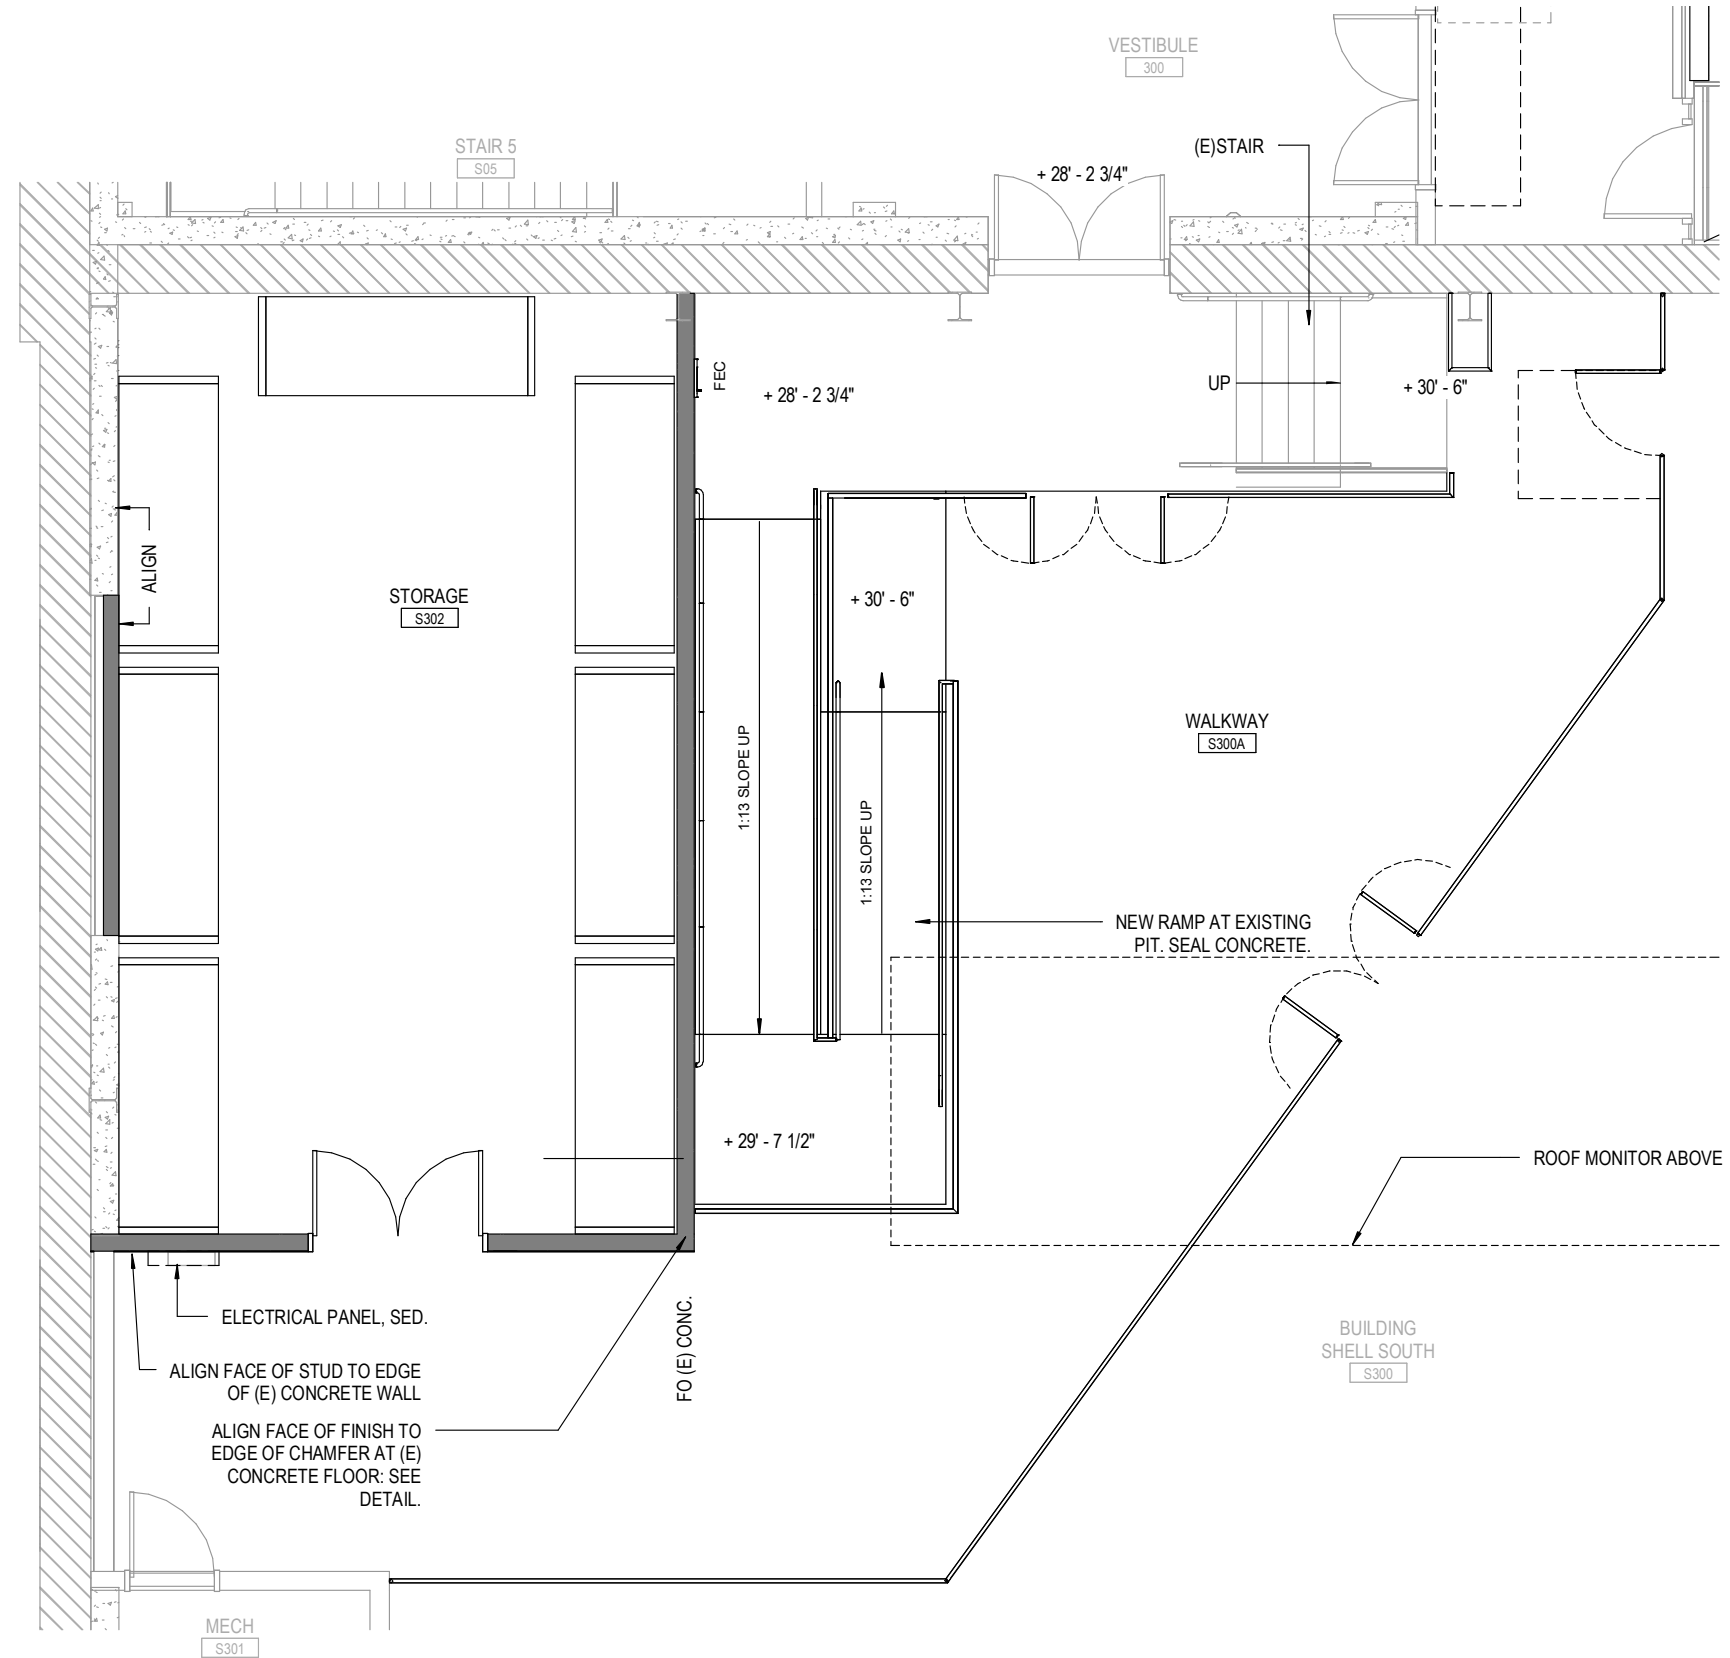 VESTIBULE
300
STAIR 5
S05
(E)STAIR
+ 28' - 2 3/4"
FEC
+ 28' - 2 3/4"
UP
+ 30' - 6"
ALIGN
STORAGE
S302
+ 30' - 6"
WALKWAY
S300A
1:13 SLOPE UP
1:13 SLOPE UP
NEW RAMP AT EXISTING
PIT. SEAL CONCRETE.
+ 29' - 7 1/2"
ROOF MONITOR ABOVE
ELECTRICAL PANEL, SED.
ALIGN FACE OF STUD TO EDGE
OF (E) CONCRETE WALL
FO (E) CONC.
BUILDING
SHELL SOUTH
S300
ALIGN FACE OF FINISH TO
EDGE OF CHAMFER AT (E)
CONCRETE FLOOR: SEE
DETAIL.
MECH
S301